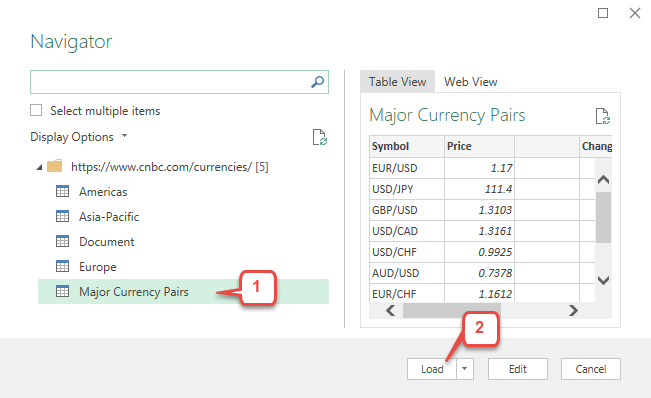 Navigator
Select multiple items
Display Options
https://www.cnbc.com/currencies/ [5]
Americas
Asia-Pacific
Document
Europe
Major Currency Pairs
1
Table View Web View
Major Currency Pairs
Symbol Price Chang
EUR/USD 1.17
USD/JPY 111.4
GBP/USD 1.3103
USD/CAD 1.3161
USD/CHF 0.9925
AUD/USD 0.7378
EUR/CHF 1.1612
2
Load Edit Cancel